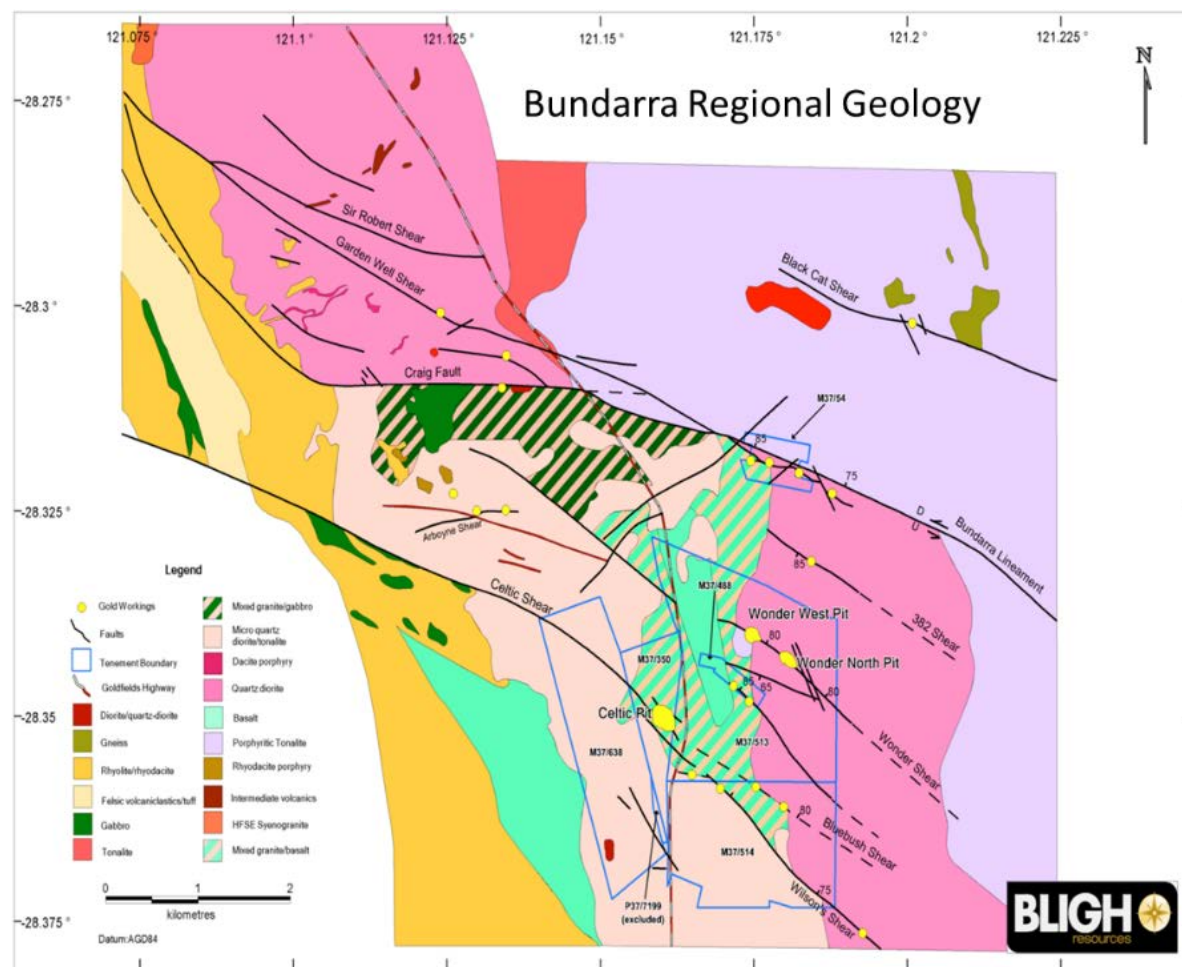 121.075 °
121.1 °
121.125 °
121.15 °
121.175 °
121.2 °
121.225 °
N
-28.275 °
-28.3 °
-28.325 °
-28.35 °
-28.375 °
Bundarra Regional Geology
Sir Robert Shear
Garden Well Shear
Black Cat Shear
Craig Fault
M37/54
85
75
Arboyne Shear
D
U
Bundarra Lineament
Celtic Shear
85
M37/488
382 Shear
Wonder West Pit
80
Wonder North Pit
M37/350
85
85
80
Celtic Pit
M37/638
M37/513
Wonder Shear
80
Bluebush Shear
M37/514
75
Wilson's Shear
P37/7199
(excluded)
Legend
Gold Workings
Faults
Tenement Boundary
Goldfields Highway
Diorite/quartz-diorite
Gneiss
Rhyolite/rhyodacite
Felsic volcaniclastics/tuff
Gabbro
Tonalite
Mixed granite/gabbro
Micro quartz
diorite/tonalite
Dacite porphyry
Quartz diorite
Basalt
Porphyritic Tonalite
Rhyodacite porphyry
Intermediate volcanics
HFSE Syenogranite
Mixed granite/basalt
0 1 2
kilometres
Datum:AGD84
BLIGH
resources